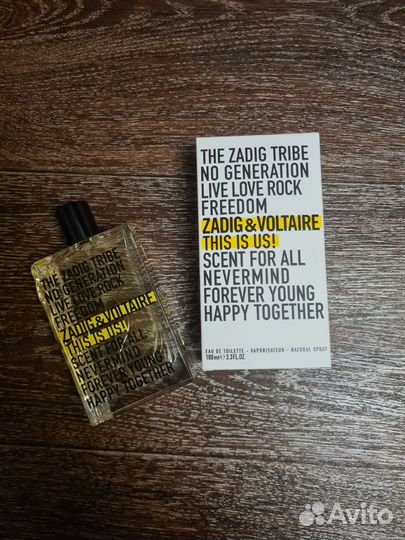 THE ZADIG TRIBE
NO GENERATION
LIVE LOVE ROCK
FREEDOM
ZADIG&VOLTAIRE
THIS IS US!
SCENT FOR ALL
NEVERMIND
FOREVER YOUNG
HAPPY TOGETHER
EAU DE TOILETTE - VAPORISATEUR - NATURAL SPRAY
100ml℮3.3FL.OZ.
THE ZADIG TRIBE
NO GENERATION
LIVE LOVE ROCK
FREEDOM
ZADIG&VOLTAIRE
THIS IS US!
SCENT FOR ALL
NEVERMIND
FOREVER YOUNG
HAPPY TOGETHER
Avito